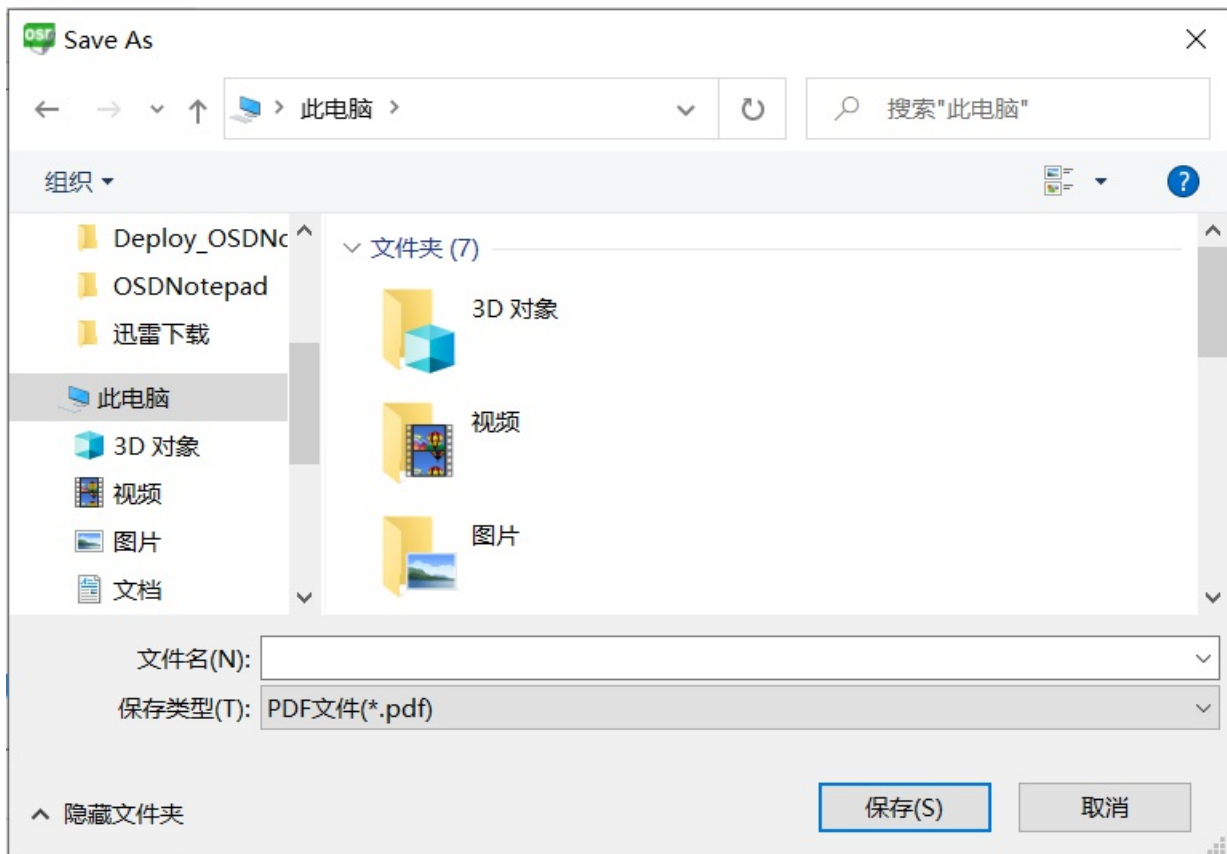 OSD Save As
此电脑
搜索"此电脑"
组织
Deploy_OSDNo
OSDNotepad
迅雷下载
此电脑
3D 对象
视频
图片
文档
文件夹 (7)
3D 对象
视频
图片
文件名(N):
保存类型(T): PDF文件(*.pdf)
隐藏文件夹
保存(S)
取消